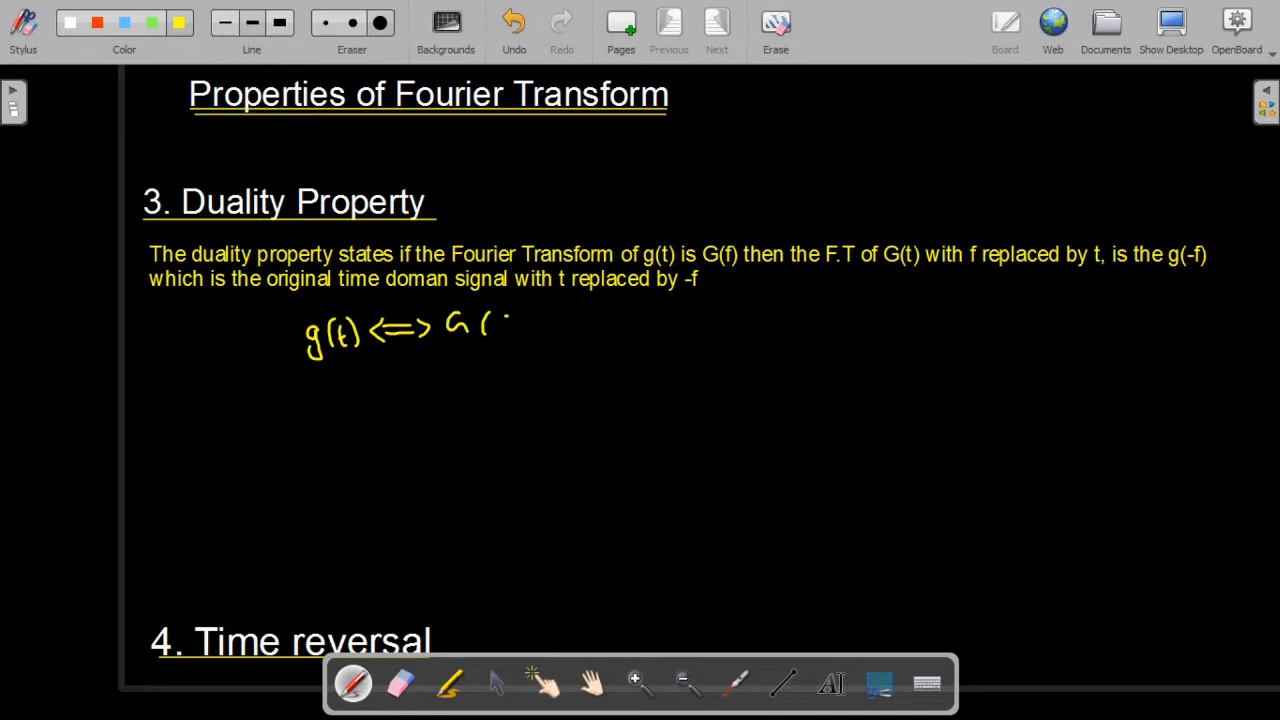 Stylus Color Line Eraser Backgrounds Undo Redo Pages Previous Next Erase Board Web Documents Show Desktop OpenBoard
Properties of Fourier Transform
3. Duality Property
The duality property states if the Fourier Transform of g(t) is G(f) then the F.T of G(t) with f replaced by t, is the g(-f)
which is the original time doman signal with t replaced by -f
g(t) <=> G (
4. Time reversal
AI